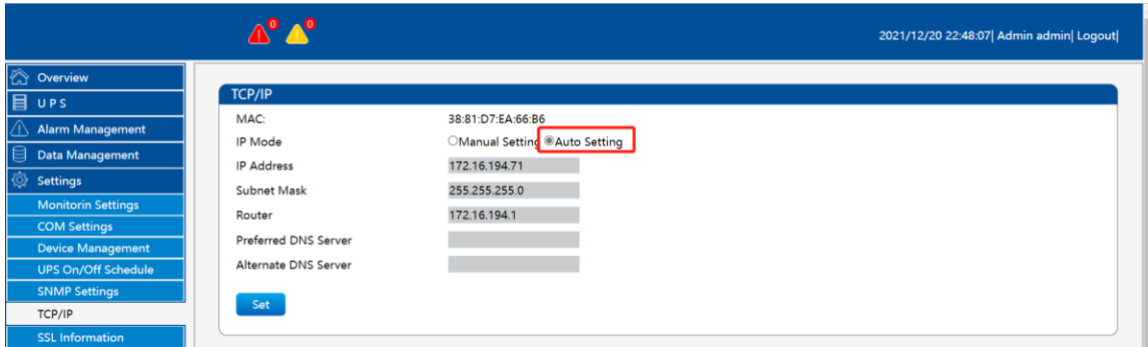 0 0
2021/12/20 22:48:07| Admin admin| Logout|
Overview
UPS
Alarm Management
Data Management
Settings
Monitorin Settings
COM Settings
Device Management
UPS On/Off Schedule
SNMP Settings
TCP/IP
SSL Information
TCP/IP
MAC: 38:81:D7:EA:66:B6
IP Mode Manual Setting Auto Setting
IP Address 172.16.194.71
Subnet Mask 255.255.255.0
Router 172.16.194.1
Preferred DNS Server
Alternate DNS Server
Set